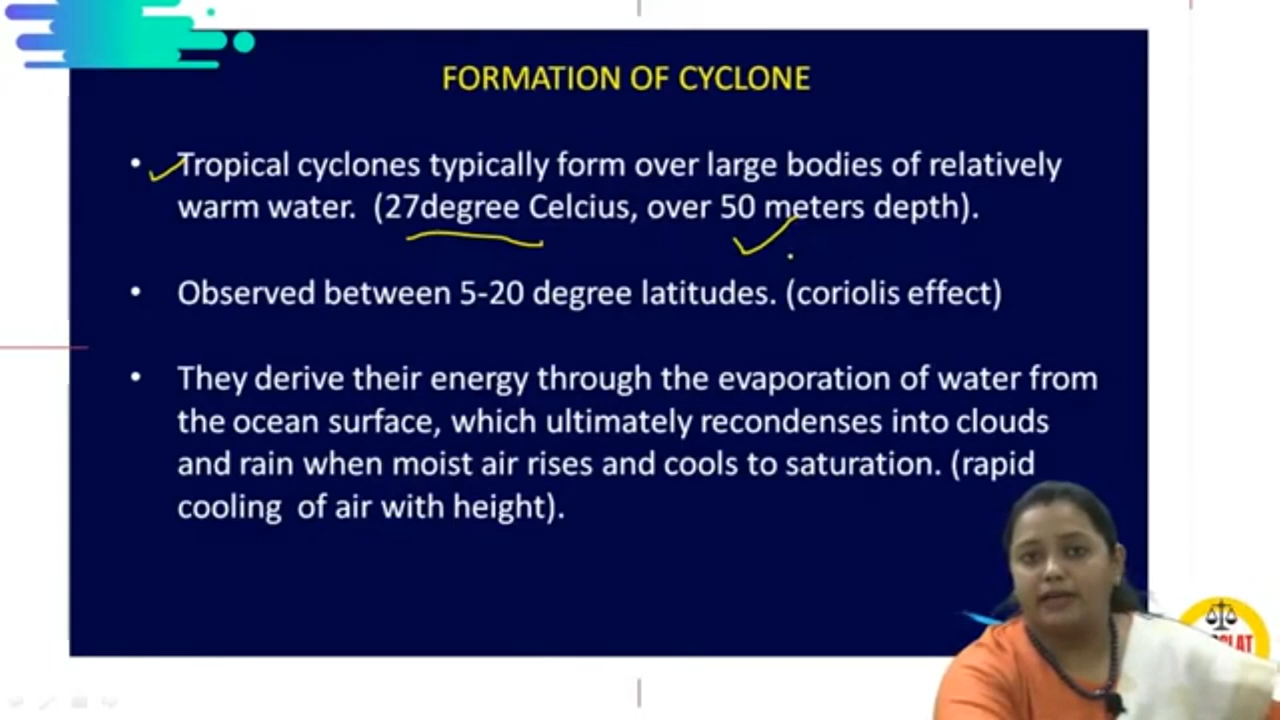 FORMATION OF CYCLONE
• Tropical cyclones typically form over large bodies of relatively
warm water. (27degree Celcius, over 50 meters depth).
• Observed between 5-20 degree latitudes. (coriolis effect)
• They derive their energy through the evaporation of water from
the ocean surface, which ultimately recondenses into clouds
and rain when moist air rises and cools to saturation. (rapid
cooling of air with height).